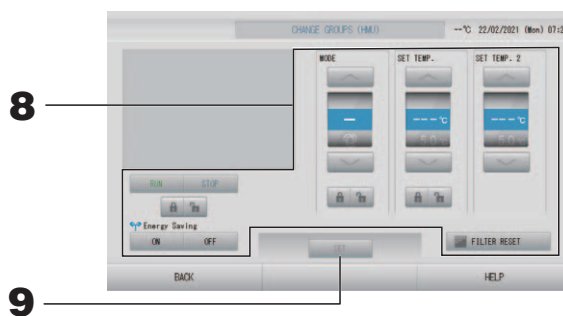 CHANGE GROUPS (HMU) --°C 22/02/2021 (Mon) 07:2
MODE SET TEMP. SET TEMP. 2
8
— ---°C ---°C
RUN STOP
Energy Saving
ON OFF SET FILTER RESET
BACK HELP
9